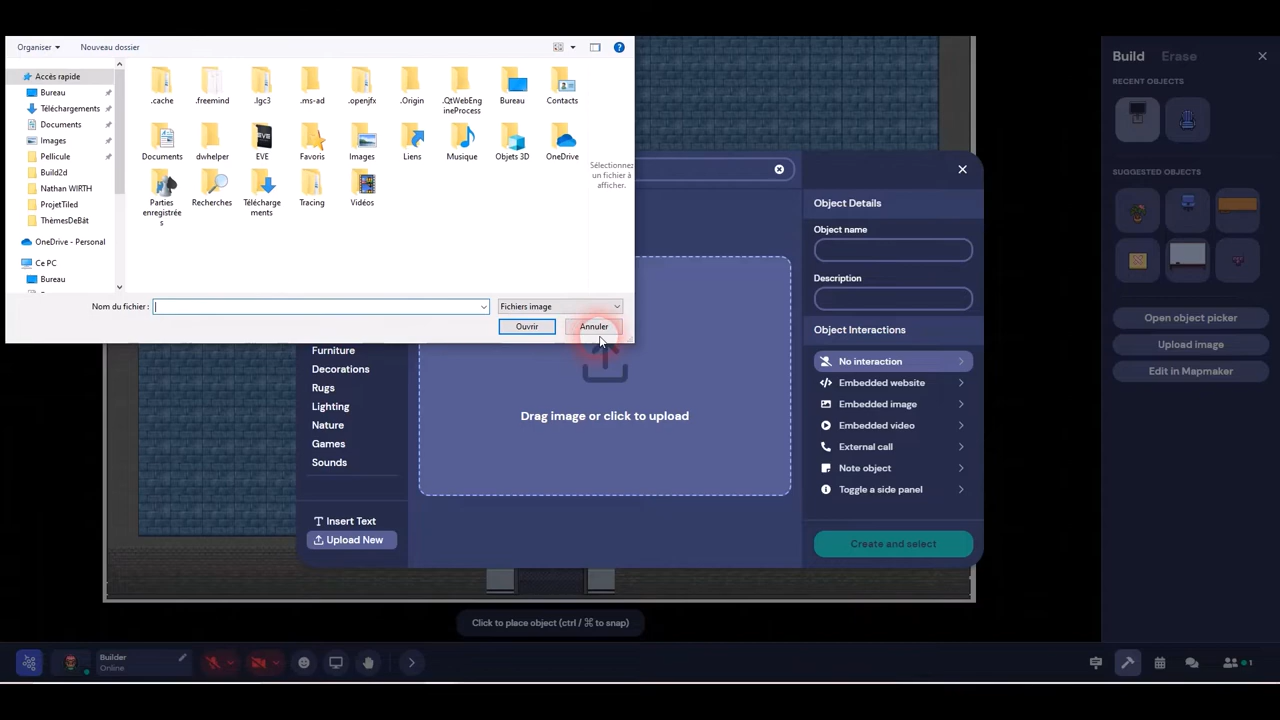 Organiser
Nouveau dossier
Accès rapide
Bureau
Téléchargements
Documents
Images
Pellicule
Build2d
Nathan WIRTH
ProjetTiled
ThèmesDeBât
OneDrive - Personal
Ce PC
Bureau
.cache
.freemind
.lgc3
.ms-ad
.openjfx
.Origin
.QtWebEng
ineProcess
Bureau
Contacts
Documents
dwhelper
EVE
Favoris
Images
Liens
Musique
Objets 3D
OneDrive
Parties
enregistrée
s
Recherches
Télécharge
ments
Tracing
Vidéos
Sélectionnez
un fichier à
afficher.
Nom du fichier :
Fichiers image
Ouvrir
Annuler
Furniture
Decorations
Rugs
Lighting
Nature
Games
Sounds
Insert Text
Upload New
Drag image or click to upload
Object Details
Object name
Description
Object Interactions
No interaction
Embedded website
Embedded image
Embedded video
External call
Note object
Toggle a side panel
Create and select
Build
Erase
RECENT OBJECTS
SUGGESTED OBJECTS
Open object picker
Upload image
Edit in Mapmaker
Click to place object (ctrl / ⌘ to snap)
Builder
Online
1